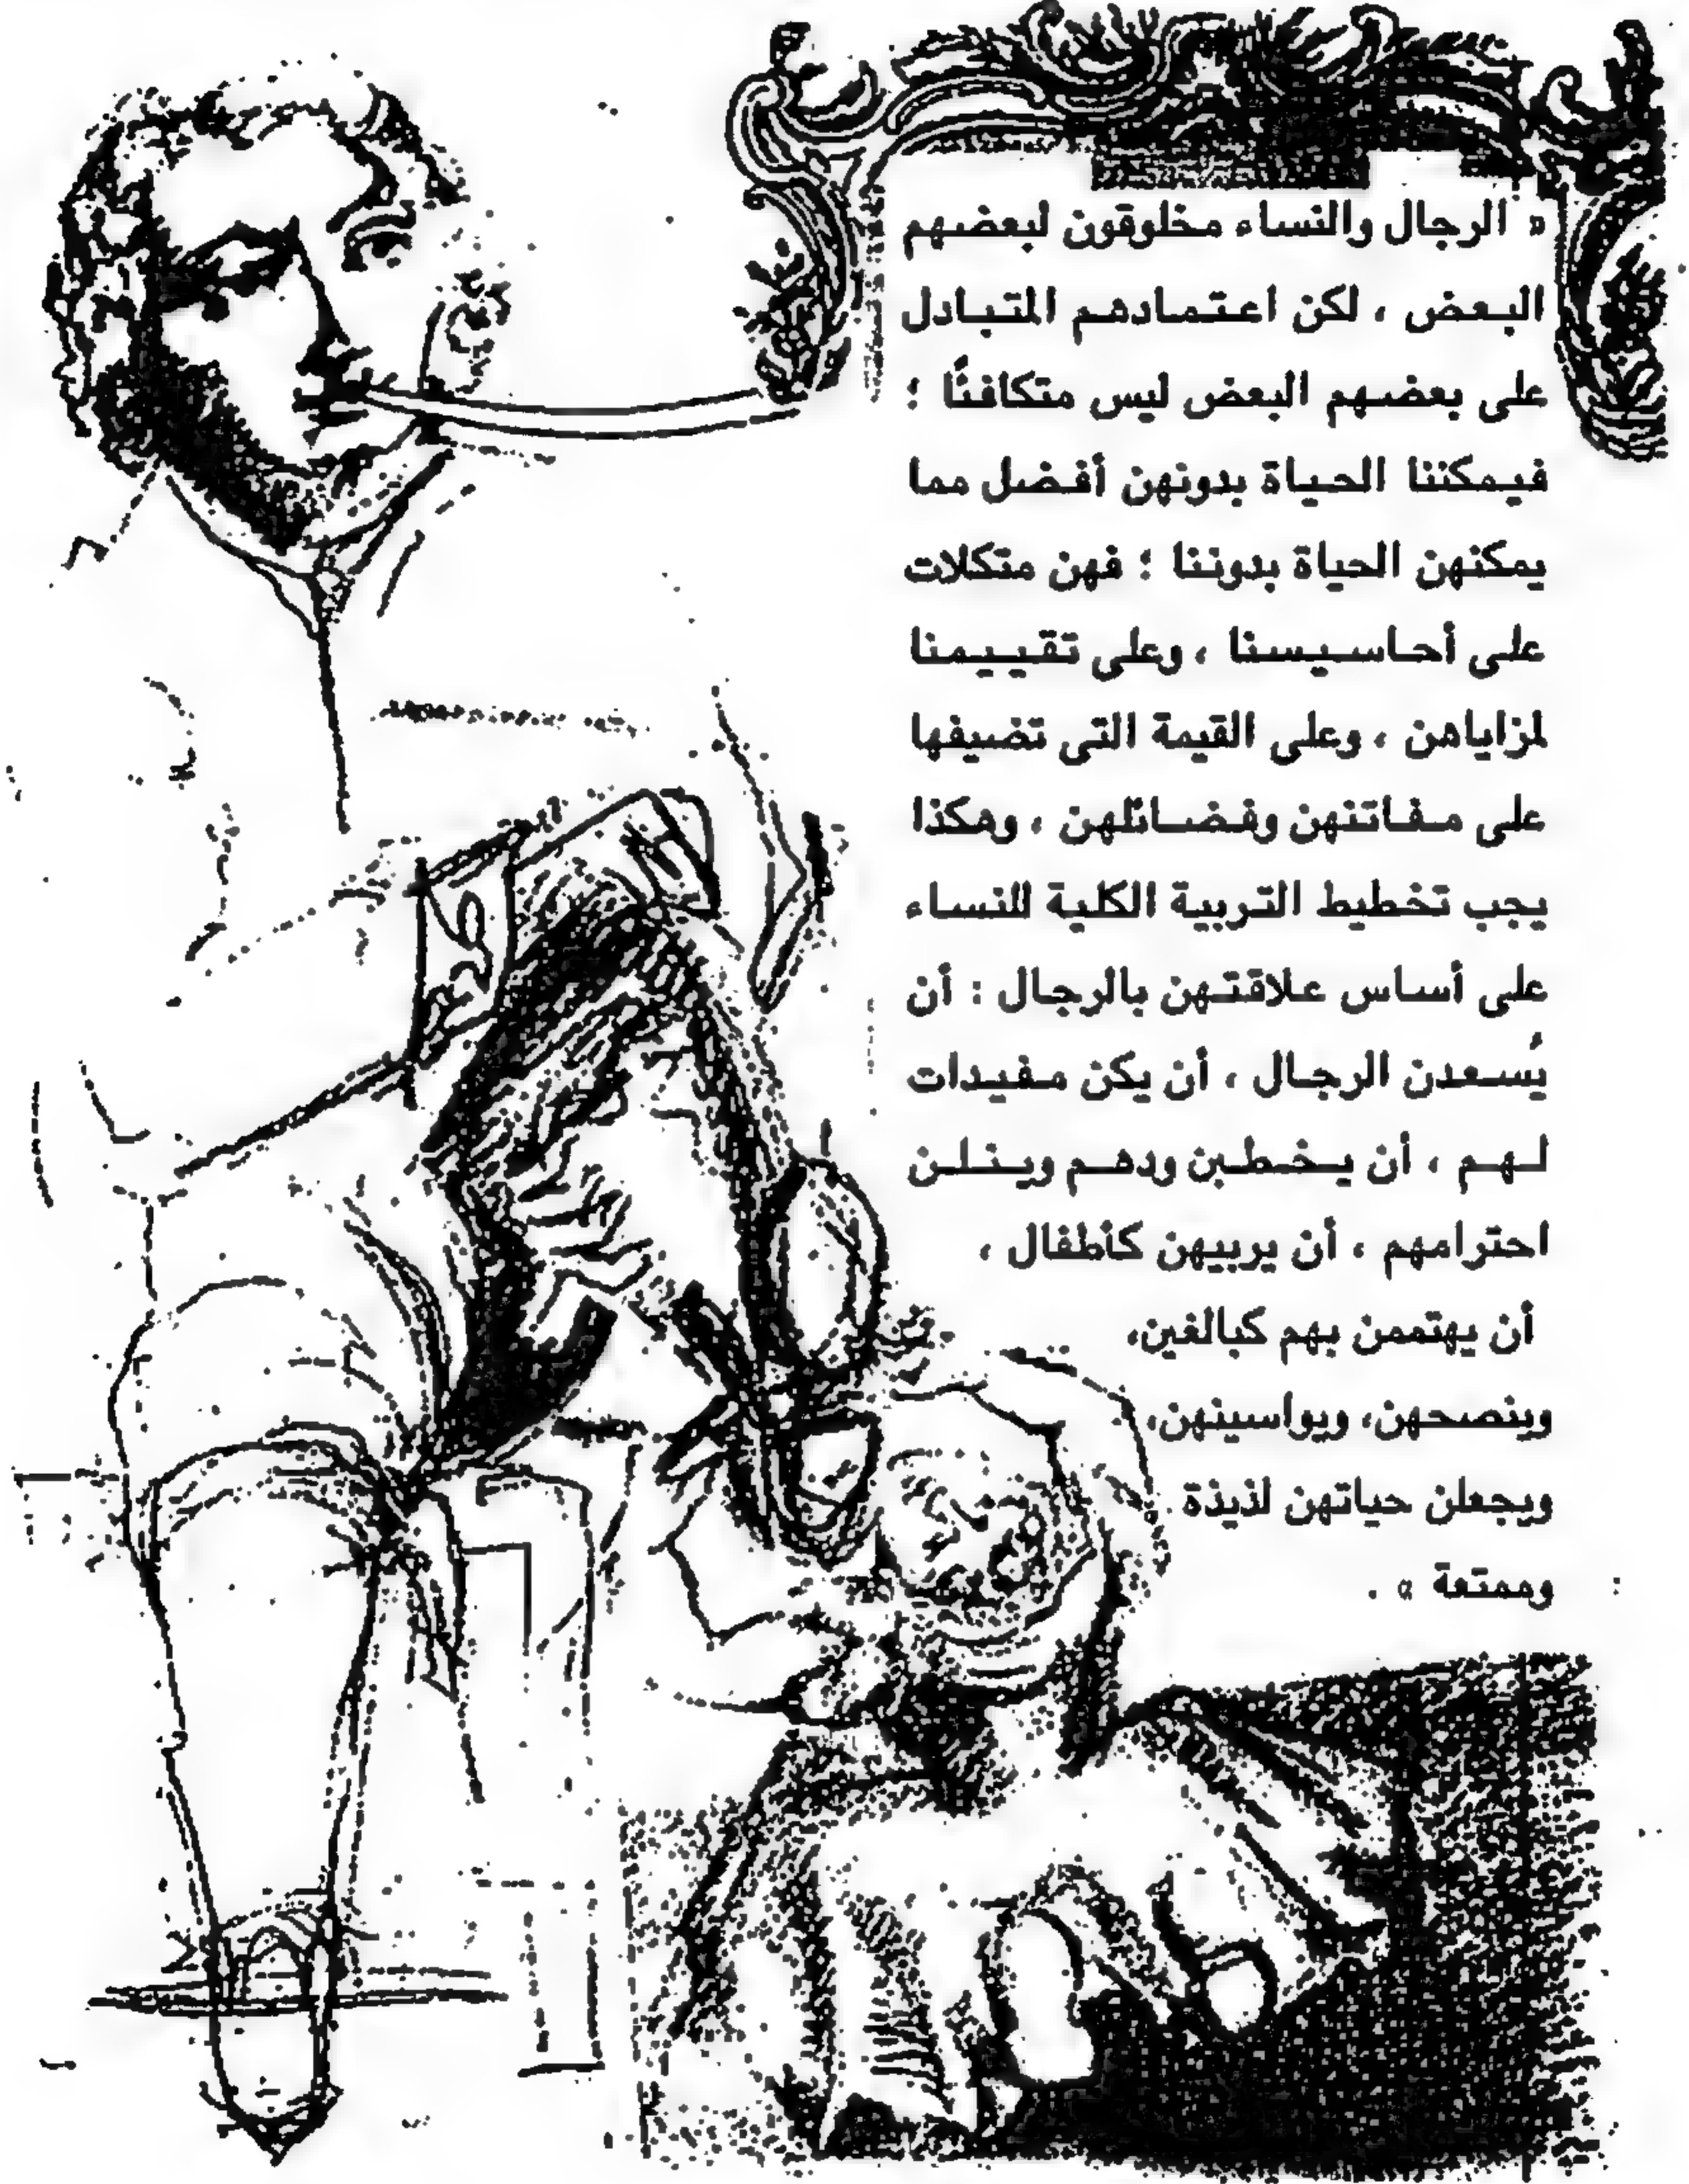 « الرجال والنساء مخلوقون لبعضهم
البعض ، لكن اعتمادهم المتبادل
على بعضهم البعض ليس متكافئًا ؛
فيمكننا الحياة بدونهن أفضل مما
يمكنهن الحياة بدوننا ؛ فهن متكلات
على أحاسيسنا ، وعلى تقييمنا
لمزاياهن ، وعلى القيمة التى تضيفها
على مفاتنهن وفضائلهن ، وهكذا
يجب تخطيط التربية الكلية للنساء
على أساس علاقتهن بالرجال : أن
يُسعدن الرجال ، أن يكن مفيدات
لهم ، أن يخطبن ودهم وينلن
احترامهم ، أن يربيهن كأطفال ،
أن يهتممن بهم كبالغين،
وينصحهن، ويواسينهن،
ويجعلن حياتهن لذيذة
وممتعة » .